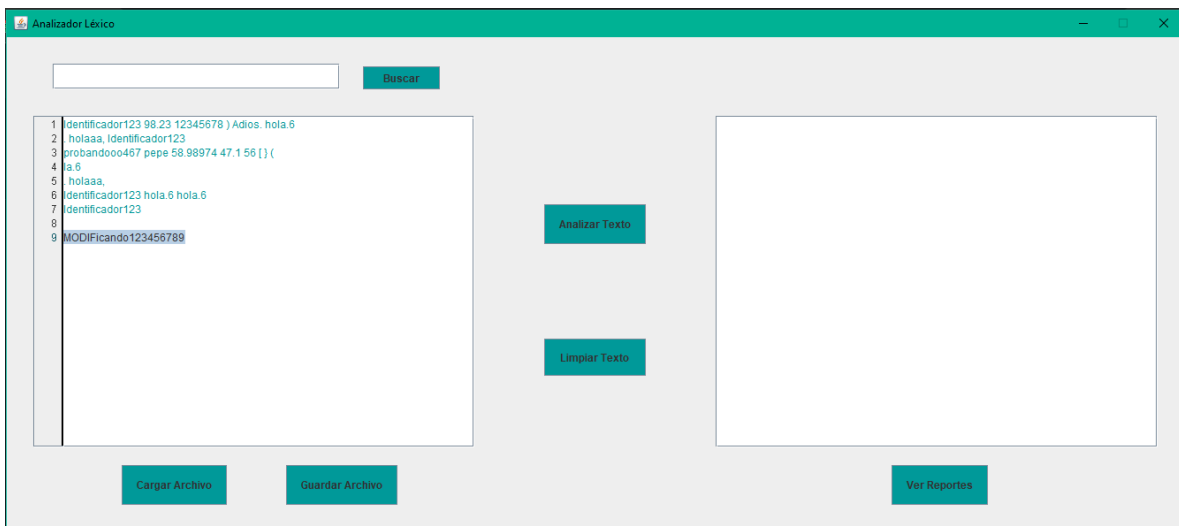 Analizador Léxico
Buscar
1 Identificador123 98.23 12345678 ) Adios. hola.6
2 . holaaa, Identificador123
3 probandooo467 pepe 58.98974 47.1 56 [ } (
4 la.6
5 . holaaa,
6 Identificador123 hola.6 hola.6
7 Identificador123
8
9 MODIFicando123456789
Analizar Texto
Limpiar Texto
Cargar Archivo
Guardar Archivo
Ver Reportes